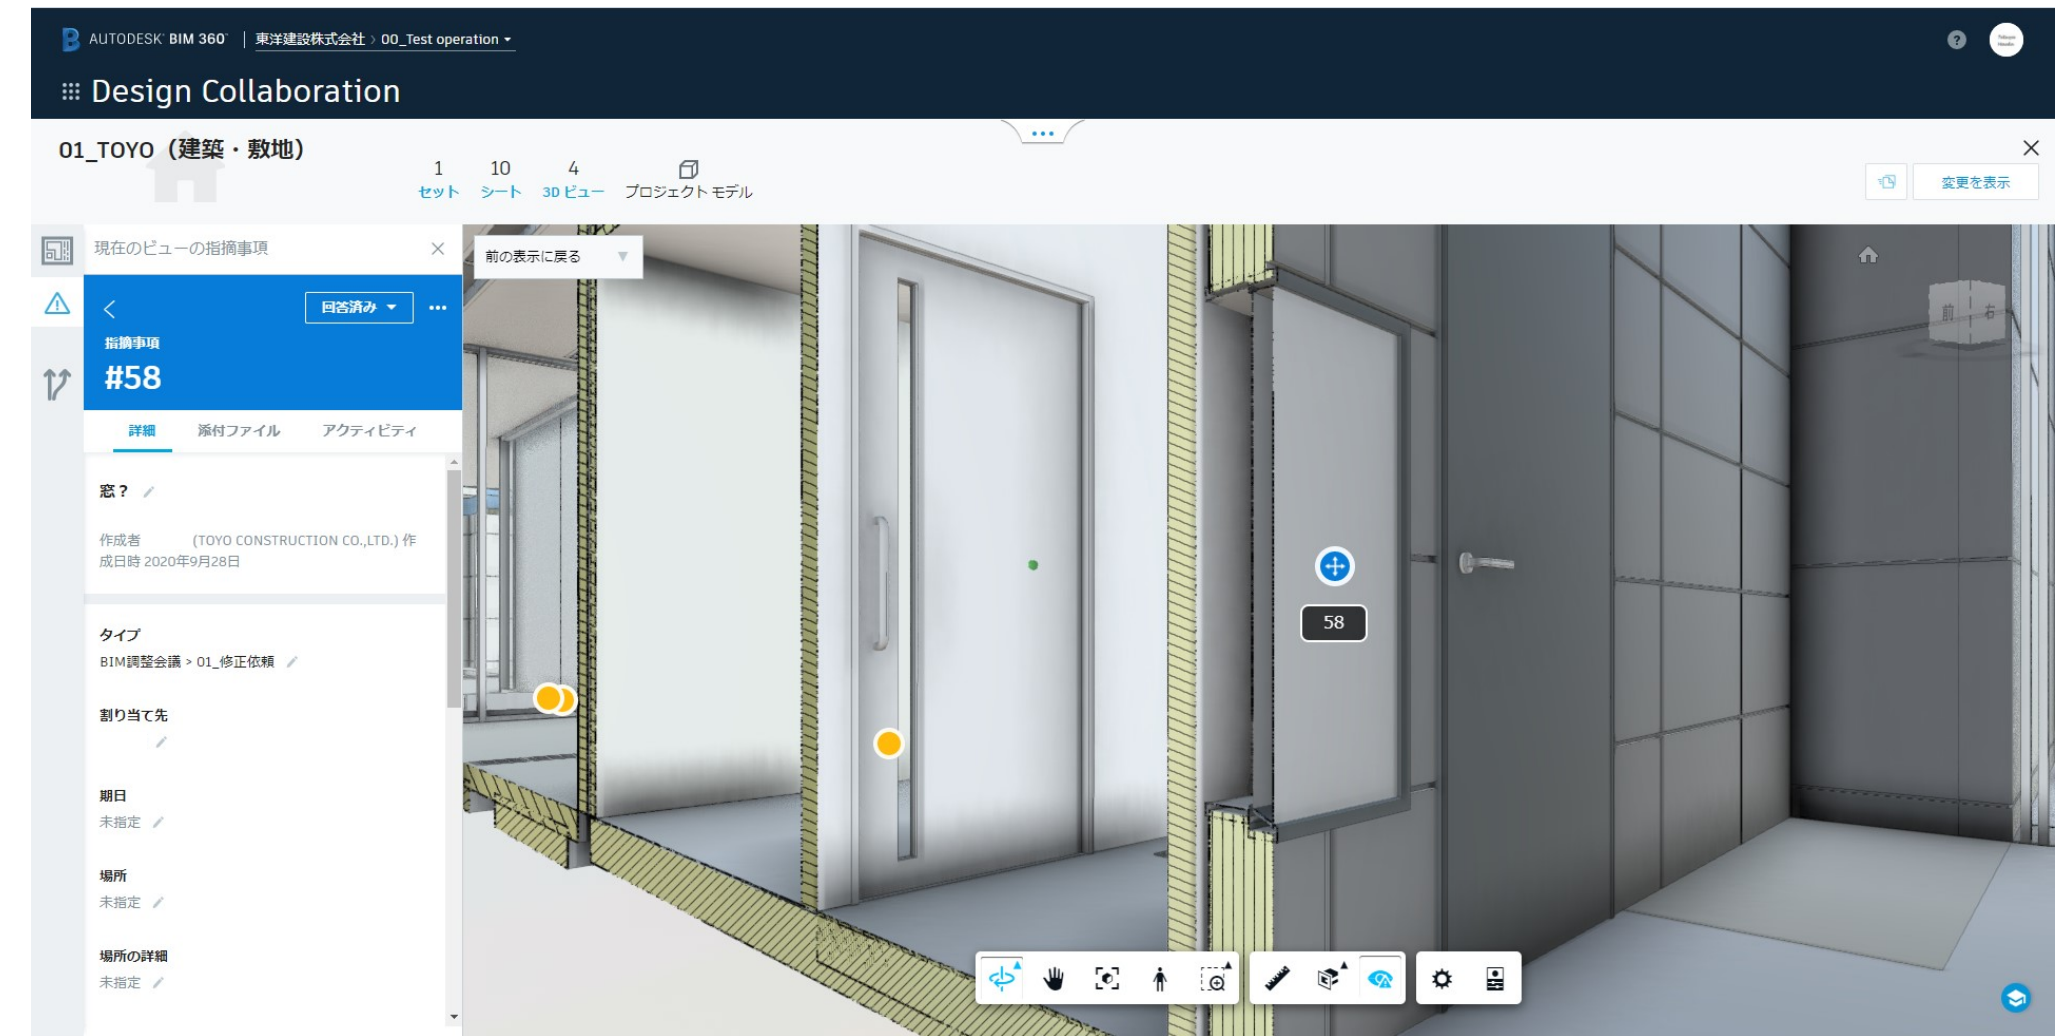 AUTODESK® BIM 360® | 東洋建設株式会社 > 00_Test operation
Design Collaboration
01_TOYO（建築・敷地）
1 セット
10 シート
4 3D ビュー
プロジェクト モデル
変更を表示
現在のビューの指摘事項
前の表示に戻る
回答済み
指摘事項
#58
詳細 添付ファイル アクティビティ
窓？
作成者 (TOYO CONSTRUCTION CO.,LTD.) 作
成日時 2020年9月28日
タイプ
BIM調整会議 > 01_修正依頼
割り当て先
期日
未指定
場所
未指定
場所の詳細
未指定
58
前 右